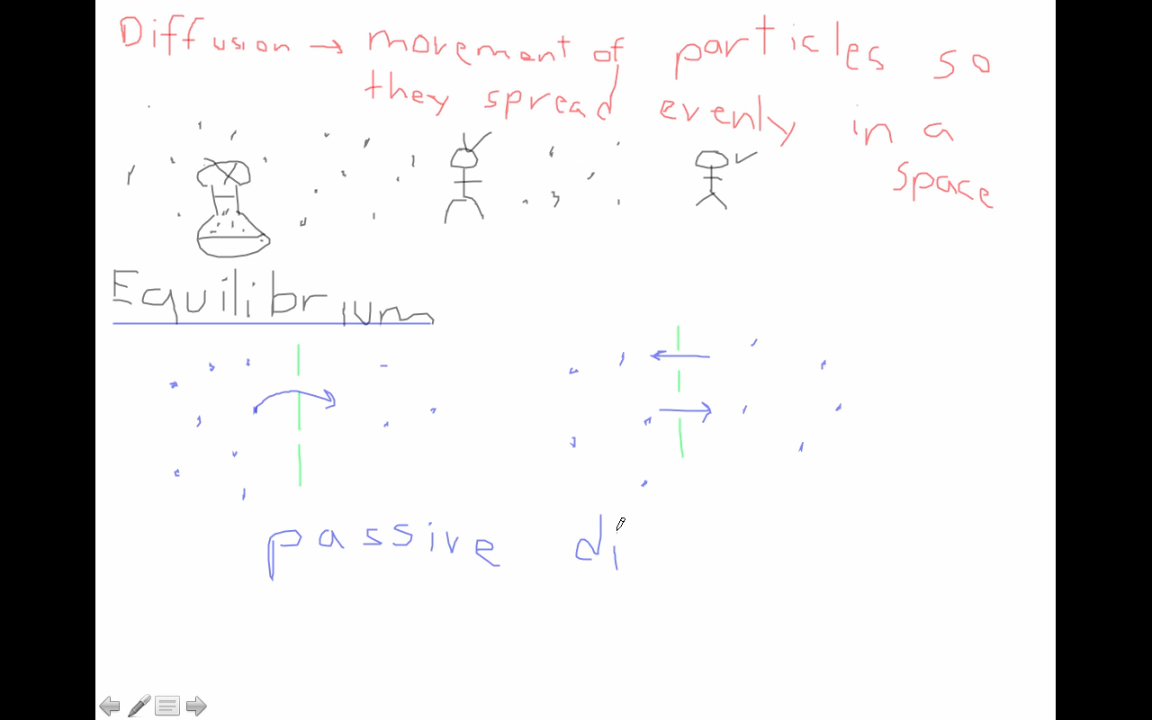 Diffusion → movement of particles so
they spread evenly in a
space
Equilibrium
passive di